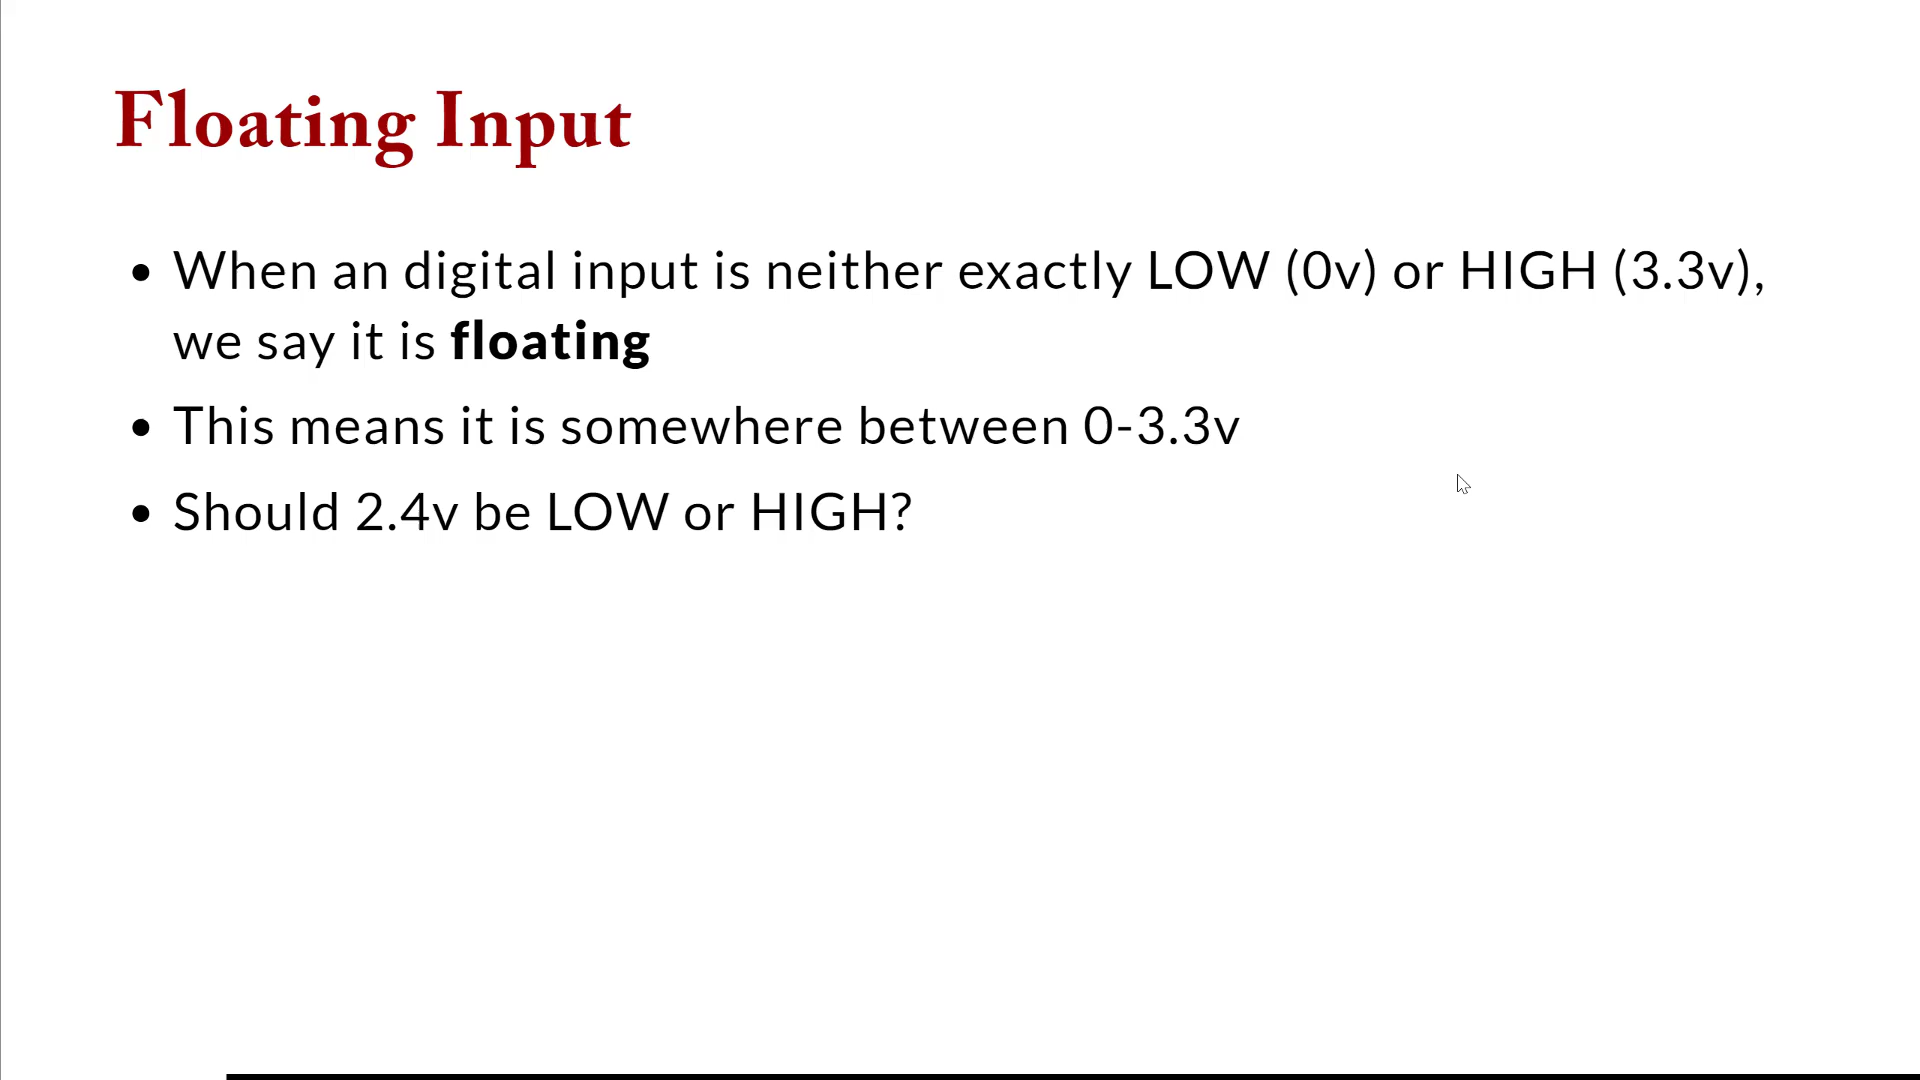 Floating Input
• When an digital input is neither exactly LOW (0v) or HIGH (3.3v),
we say it is floating
• This means it is somewhere between 0-3.3v
• Should 2.4v be LOW or HIGH?